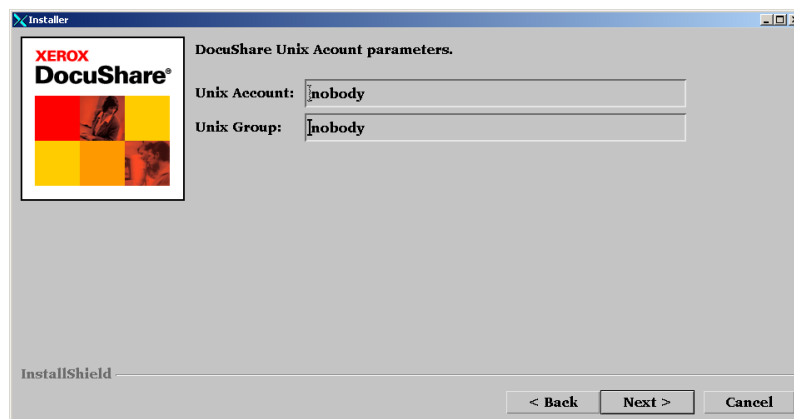 Installer
XEROX
DocuShare®
DocuShare Unix Acount parameters.
Unix Account: nobody
Unix Group: nobody
InstallShield
< Back Next > Cancel